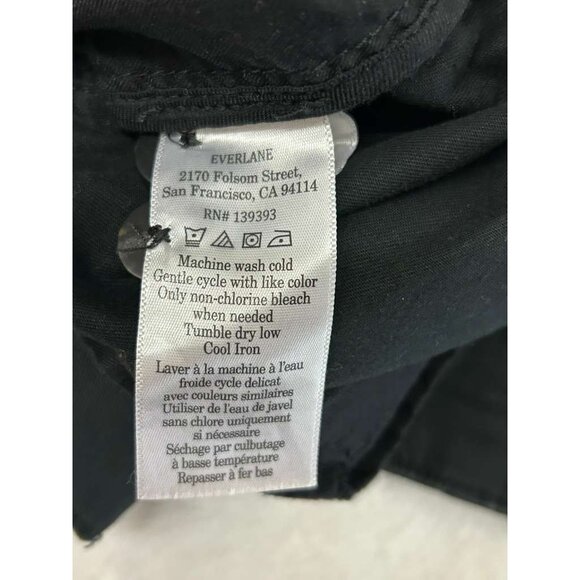 EVERLANE
2170 Folsom Street,
San Francisco, CA 94114
RN# 139393
Machine wash cold
Gentle cycle with like color
Only non-chlorine bleach
when needed
Tumble dry low
Cool Iron
Laver à la machine à l'eau
froide cycle delicat
avec couleurs similaires
Utiliser de l'eau de javel
sans chlore uniquement
si nécessaire
Séchage par culbutage
à basse température
Repasser à fer bas